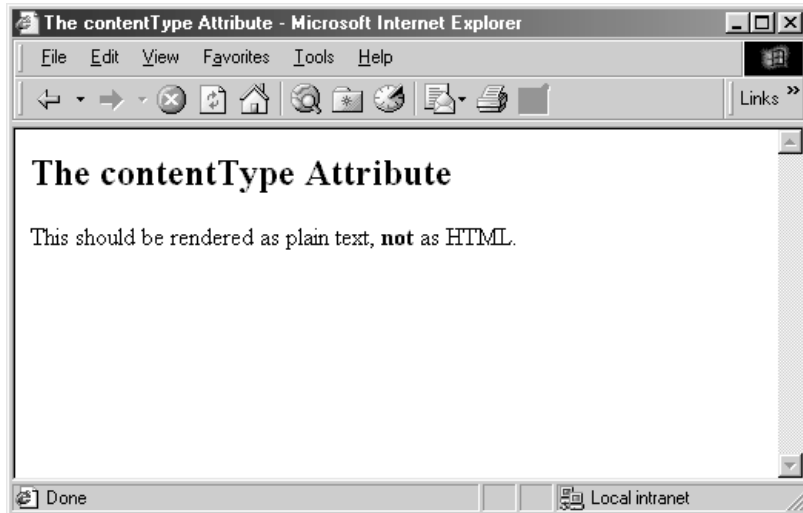 The contentType Attribute - Microsoft Internet Explorer
File Edit View Favorites Tools Help
Links »
The contentType Attribute
This should be rendered as plain text, not as HTML.
Done Local intranet